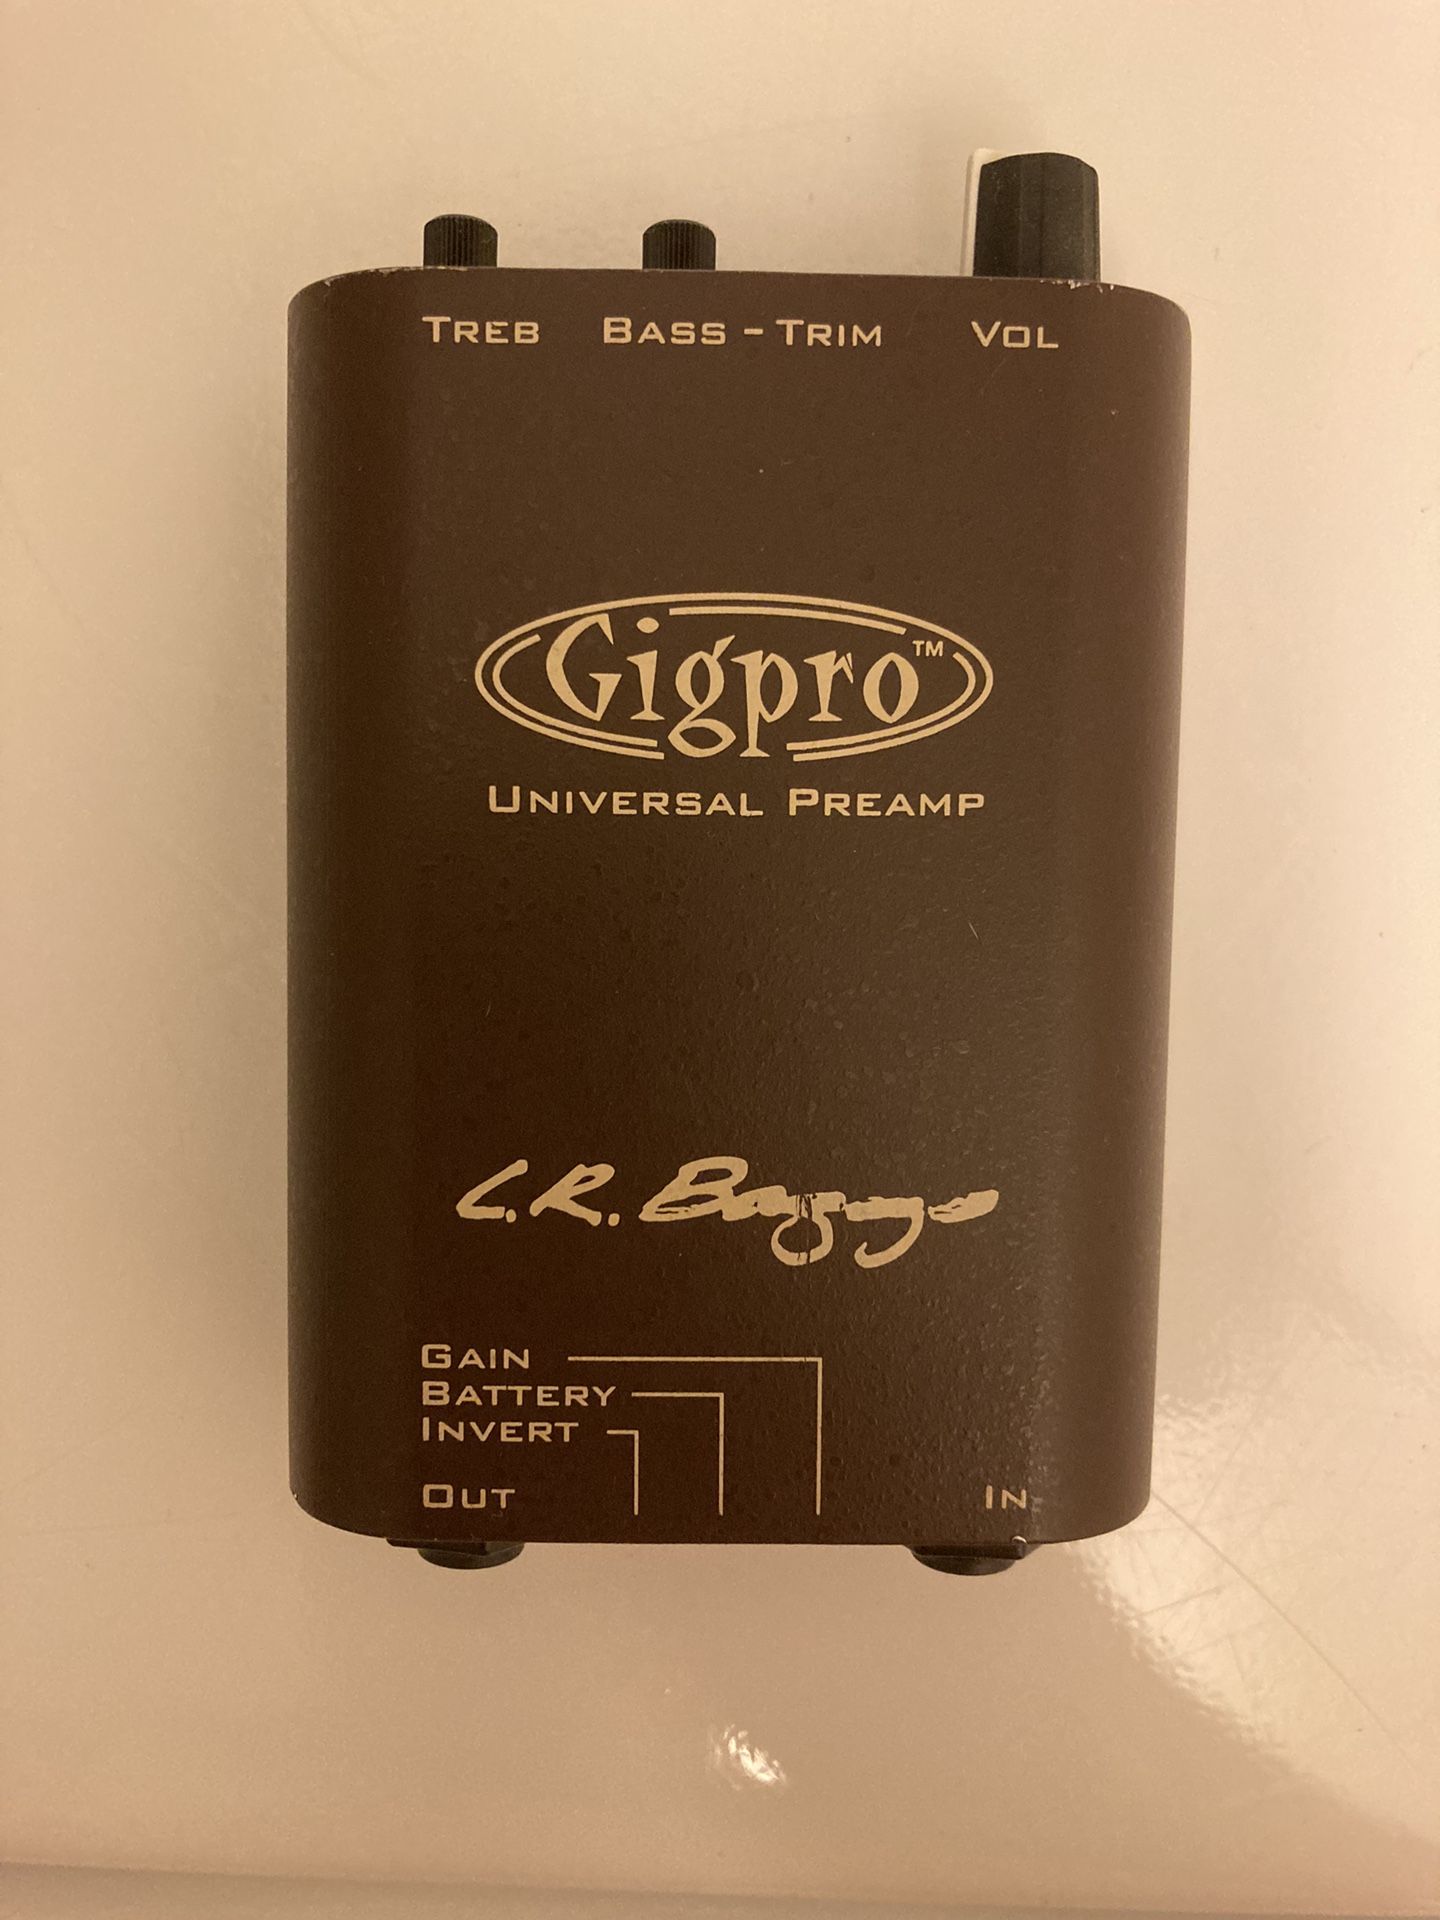 TREB BASS - TRIM VOL
Gigpro™
UNIVERSAL PREAMP
L.R. Baggs
GAIN
BATTERY
INVERT
OUT IN